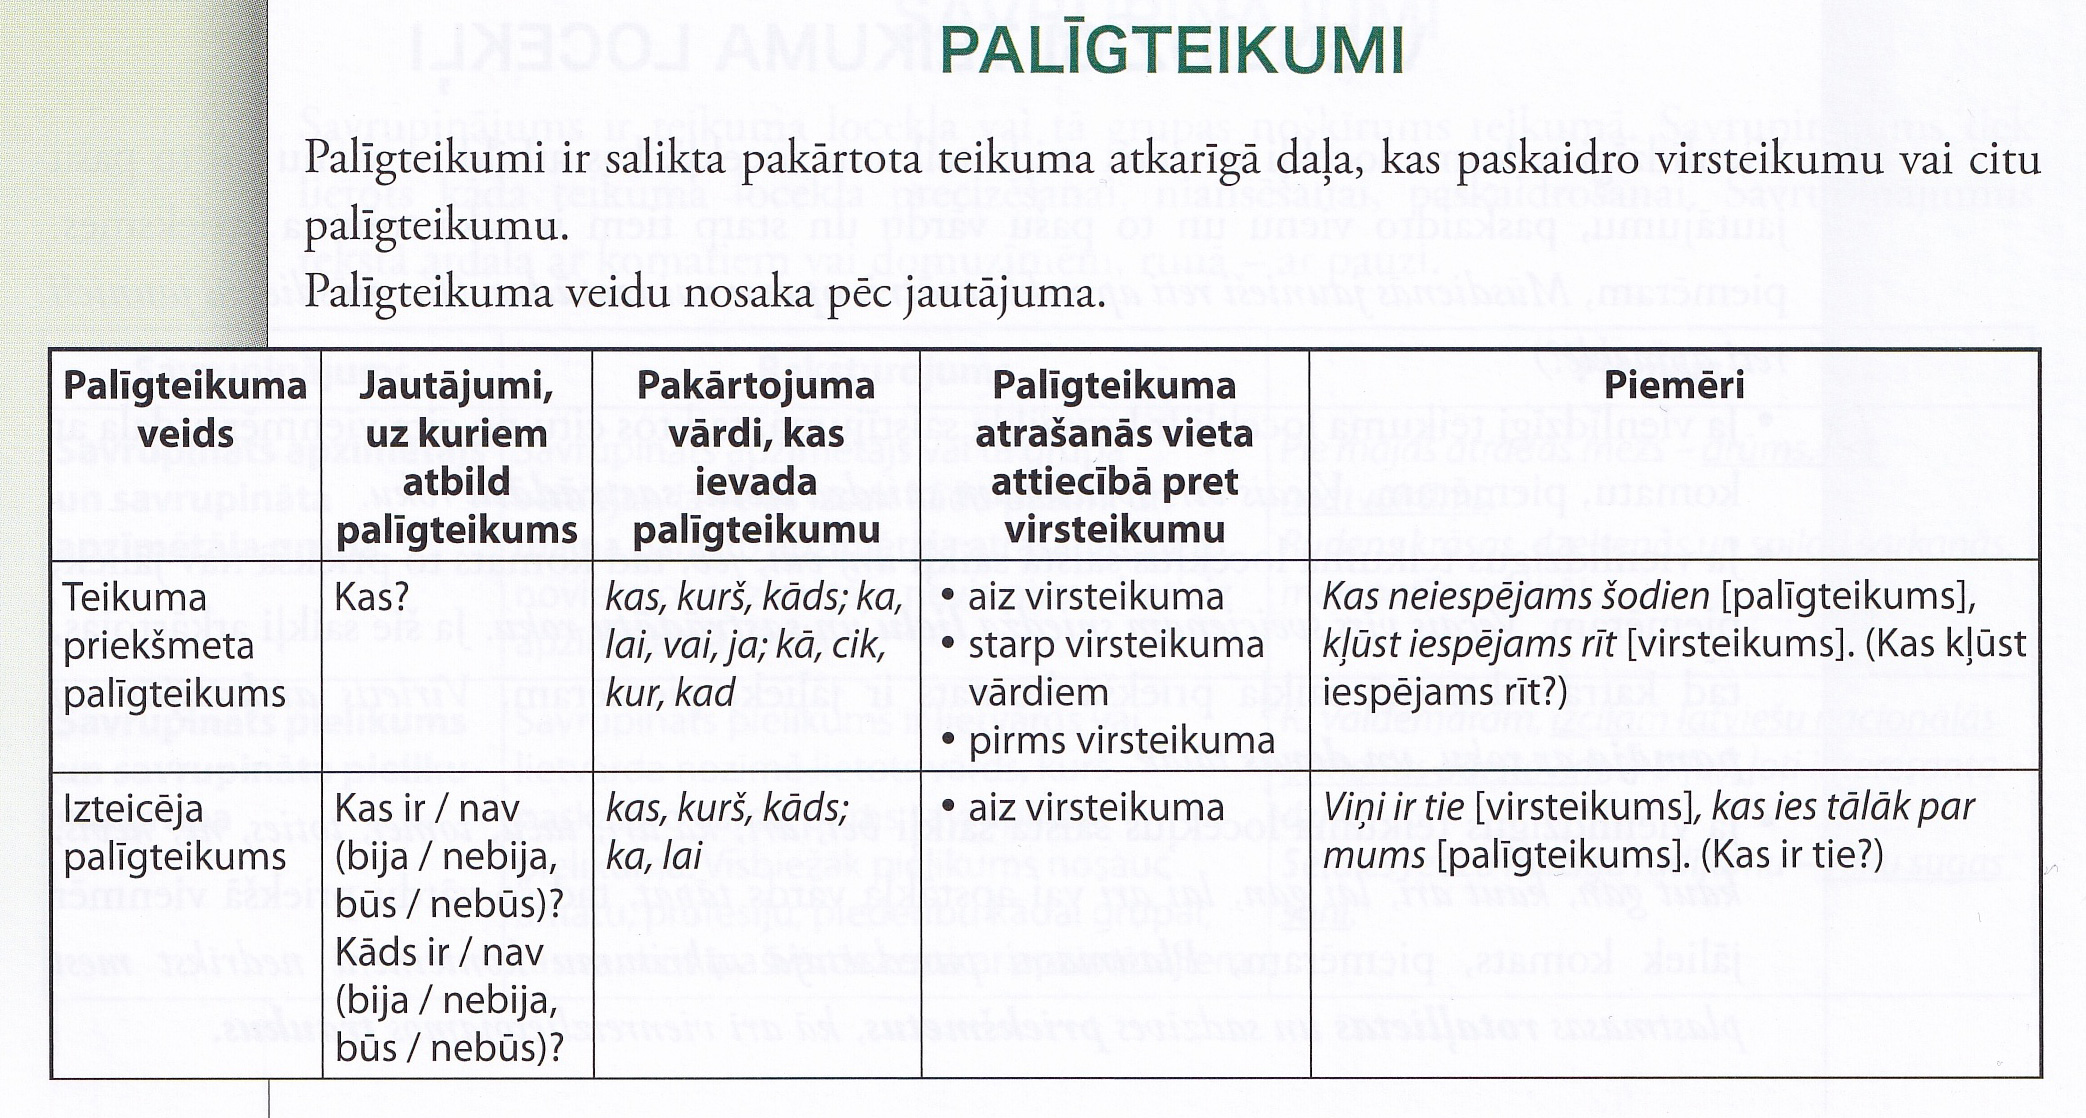 PALĪGTEIKUMI
Palīgteikumi ir salikta pakārtota teikuma atkarīgā daļa, kas paskaidro virsteikumu vai citu
palīgteikumu.
Palīgteikuma veidu nosaka pēc jautājuma.
Palīgteikuma
veids
Jautājumi,
uz kuriem
atbild
palīgteikums
Pakārtojuma
vārdi, kas
ievada
palīgteikumu
Palīgteikuma
atrašanās vieta
attiecībā pret
virsteikumu
Piemēri
Teikuma
priekšmeta
palīgteikums
Kas?
kas, kurš, kāds; ka,
lai, vai, ja; kā, cik,
kur, kad
• aiz virsteikuma
• starp virsteikuma
vārdiem
• pirms virsteikuma
Kas neiespējams šodien [palīgteikums],
kļūst iespējams rīt [virsteikums]. (Kas kļūst
iespējams rīt?)
Izteicēja
palīgteikums
Kas ir / nav
(bija / nebija,
būs / nebūs)?
Kāds ir / nav
(bija / nebija,
būs / nebūs)?
kas, kurš, kāds;
ka, lai
• aiz virsteikuma
Viņi ir tie [virsteikums], kas ies tālāk par
mums [palīgteikums]. (Kas ir tie?)